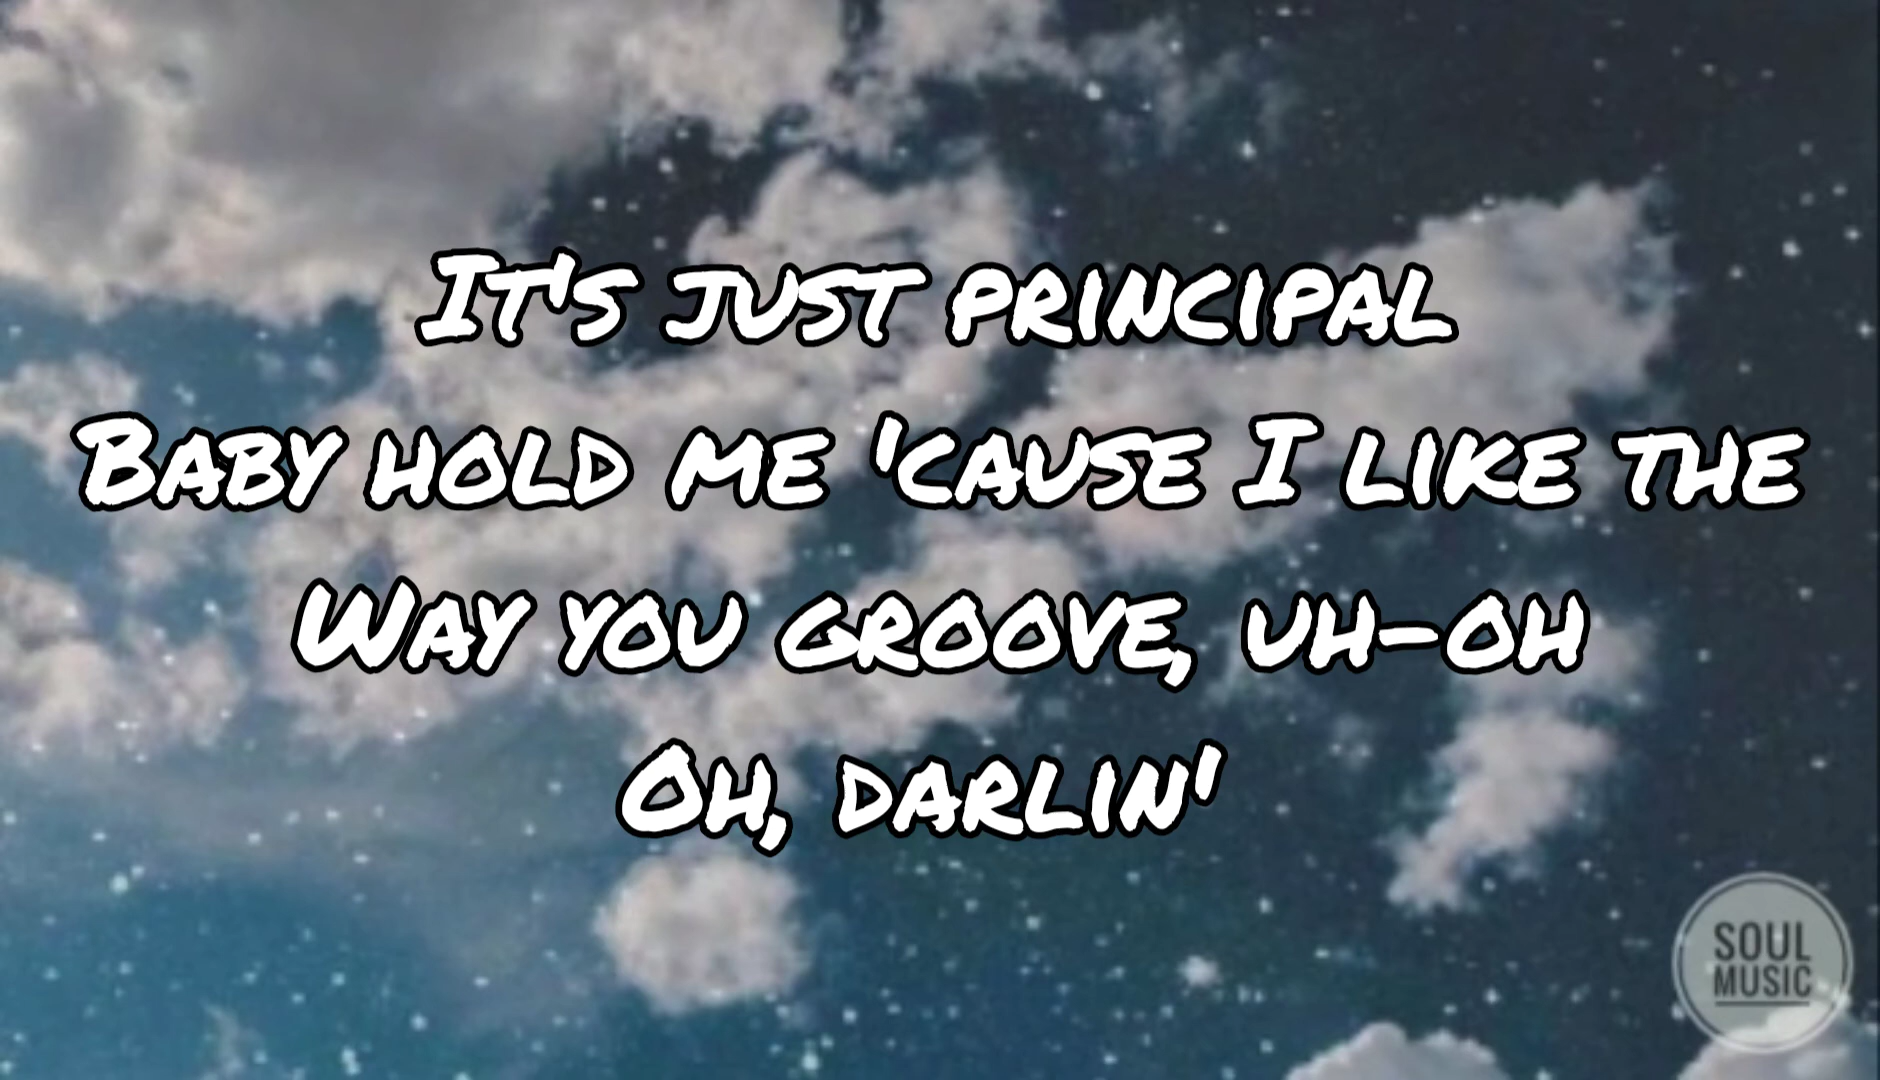 It's just principal
Baby hold me 'cause I like the
Way you groove, uh-oh
Oh, darlin'
SOUL
MUSIC